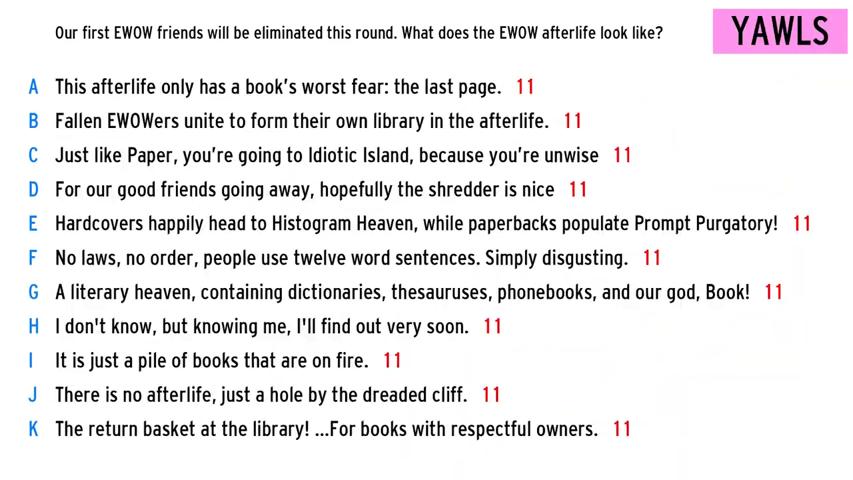 Our first EWOW friends will be eliminated this round. What does the EWOW afterlife look like?
YAWLS
A This afterlife only has a book’s worst fear: the last page. 11
B Fallen EWOWers unite to form their own library in the afterlife. 11
C Just like Paper, you’re going to Idiotic Island, because you’re unwise 11
D For our good friends going away, hopefully the shredder is nice 11
E Hardcovers happily head to Histogram Heaven, while paperbacks populate Prompt Purgatory! 11
F No laws, no order, people use twelve word sentences. Simply disgusting. 11
G A literary heaven, containing dictionaries, thesauruses, phonebooks, and our god, Book! 11
H I don't know, but knowing me, I'll find out very soon. 11
I It is just a pile of books that are on fire. 11
J There is no afterlife, just a hole by the dreaded cliff. 11
K The return basket at the library! ...For books with respectful owners. 11